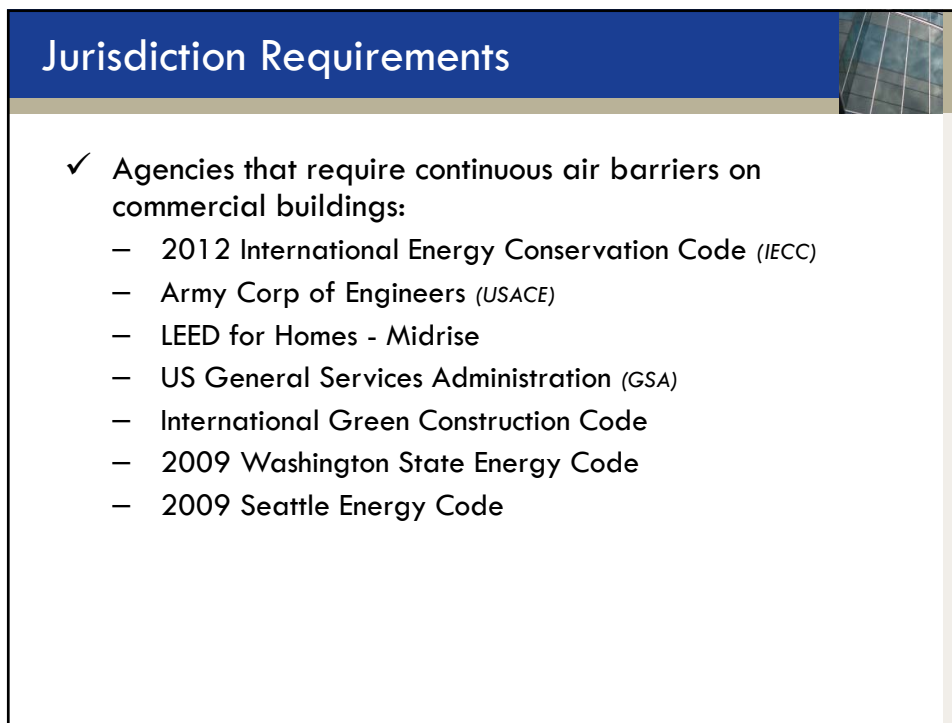 Jurisdiction Requirements
✓ Agencies that require continuous air barriers on
commercial buildings:
– 2012 International Energy Conservation Code (IECC)
– Army Corp of Engineers (USACE)
– LEED for Homes - Midrise
– US General Services Administration (GSA)
– International Green Construction Code
– 2009 Washington State Energy Code
– 2009 Seattle Energy Code